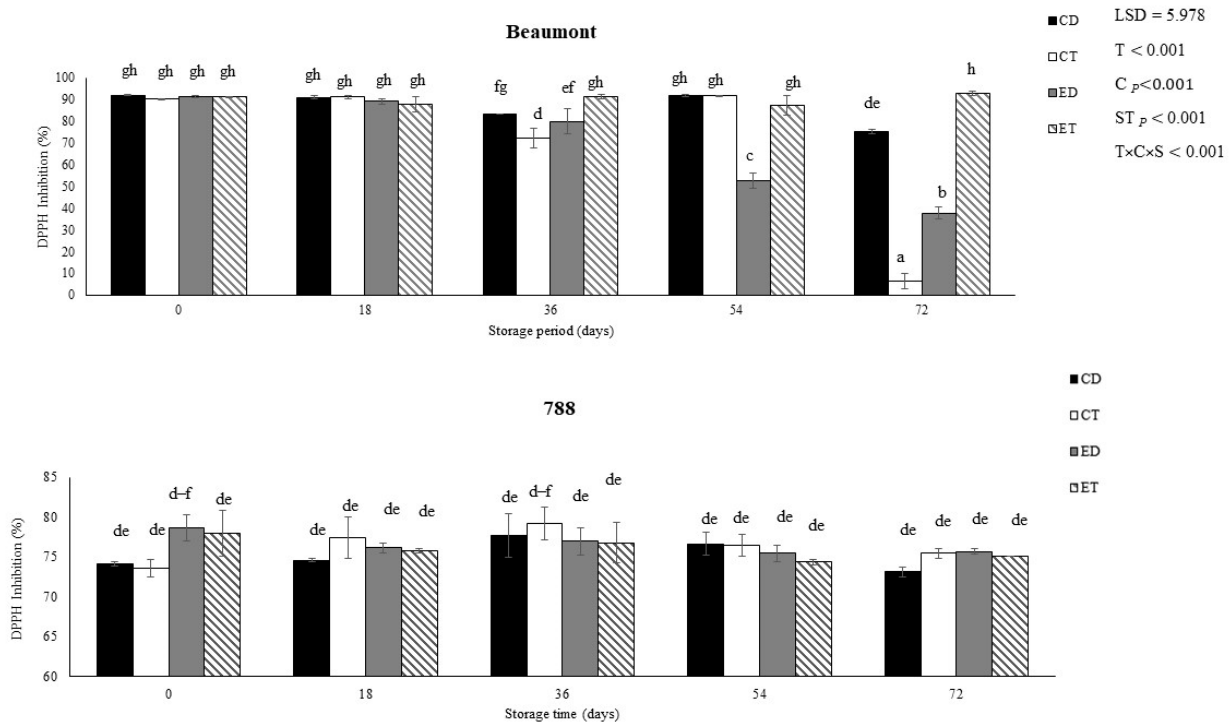 Beaumont
CD
CT
ED
ET
LSD = 5.978
T < 0.001
C P<0.001
ST P < 0.001
T×C×S < 0.001
DPPH Inhibition (%)
100
90
80
70
60
50
40
30
20
10
0
gh gh gh gh
gh gh gh gh
fg d ef gh
gh gh c gh
de a b h
0 18 36 54 72
Storage period (days)
788
CD
CT
ED
ET
DPPH Inhibition (%)
85
80
75
70
65
60
de de d–f de
de de de de
de d–f de de
de de de de
de de de de
0 18 36 54 72
Storage time (days)